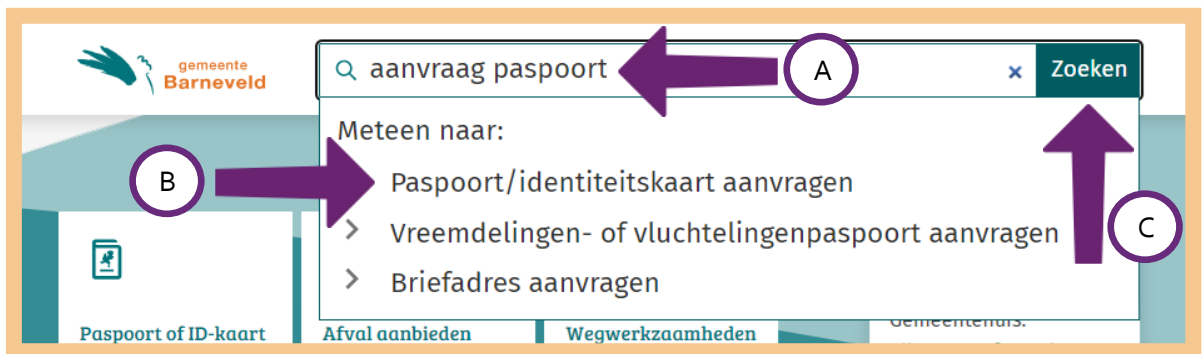 gemeente
Barneveld
aanvraag paspoort
A
×
Zoeken
Meteen naar:
B
Paspoort/identiteitskaart aanvragen
Vreemdelingen- of vluchtelingenpaspoort aanvragen
C
Briefadres aanvragen
Paspoort of ID-kaart
Afval aanbieden
Wegwerkzaamheden
Gemeentehuis.